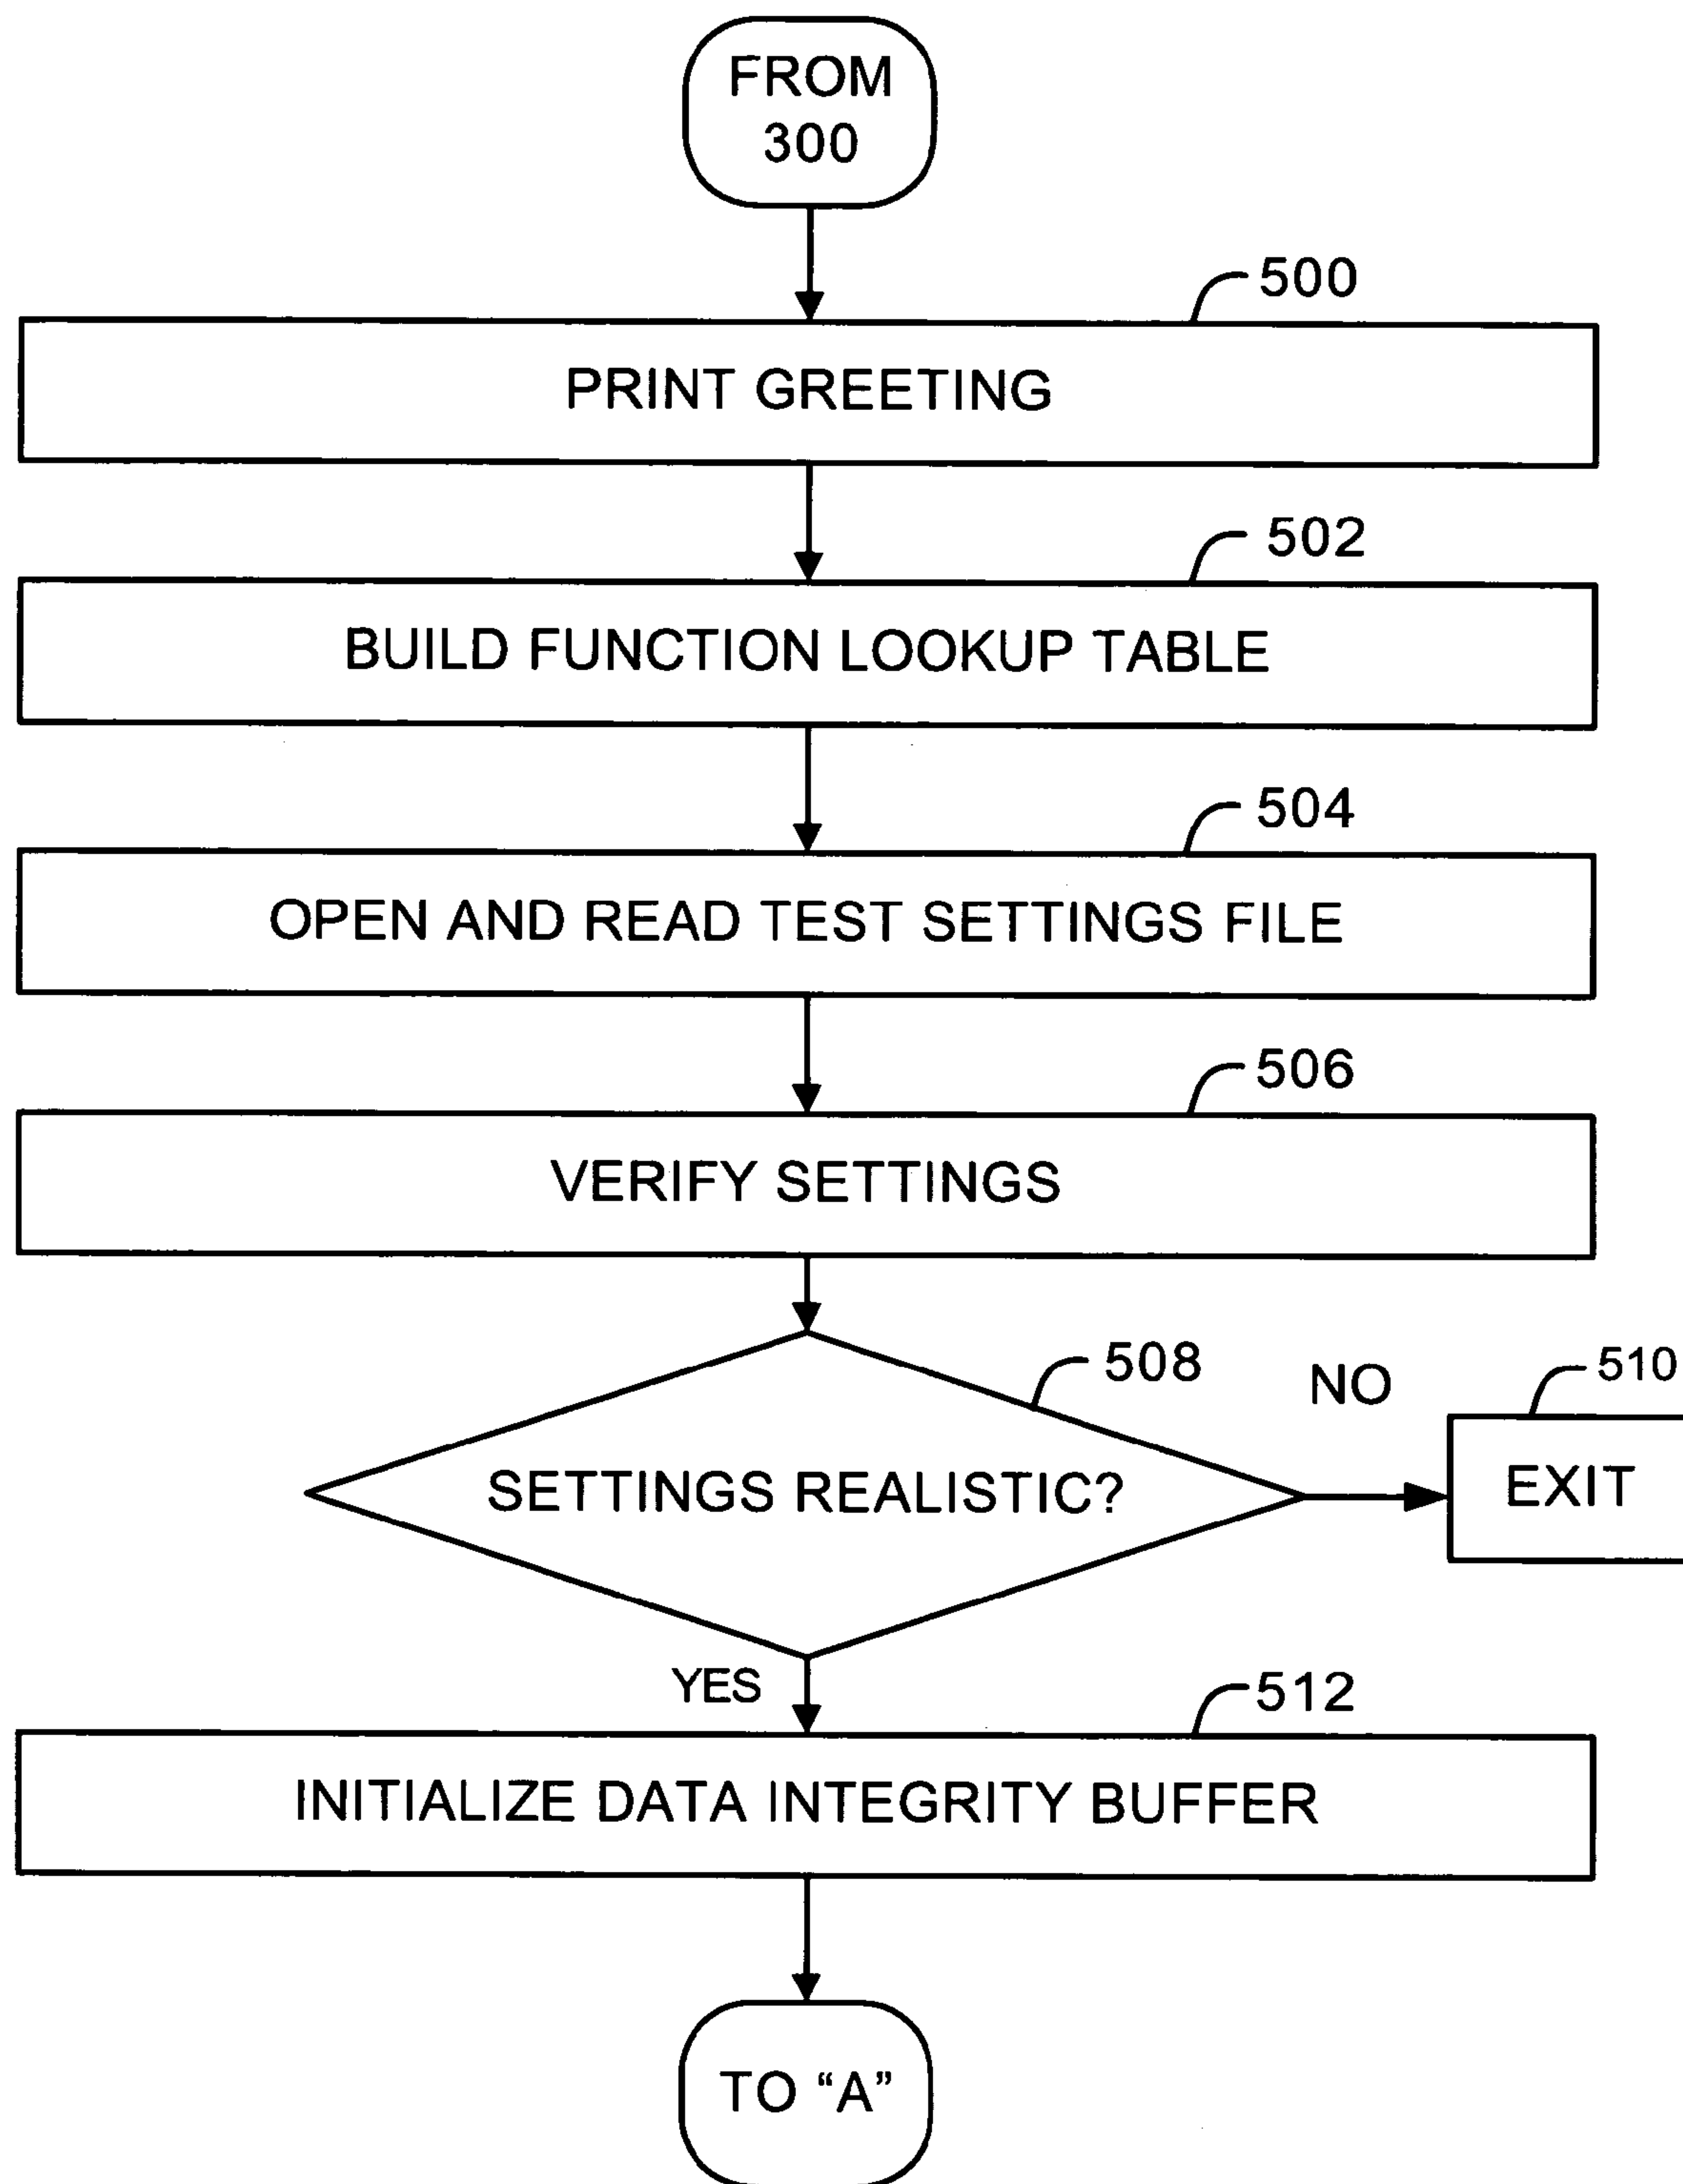 FROM
300
500
PRINT GREETING
502
BUILD FUNCTION LOOKUP TABLE
504
OPEN AND READ TEST SETTINGS FILE
506
VERIFY SETTINGS
508
NO
510
SETTINGS REALISTIC?
EXIT
YES
512
INITIALIZE DATA INTEGRITY BUFFER
TO “A”